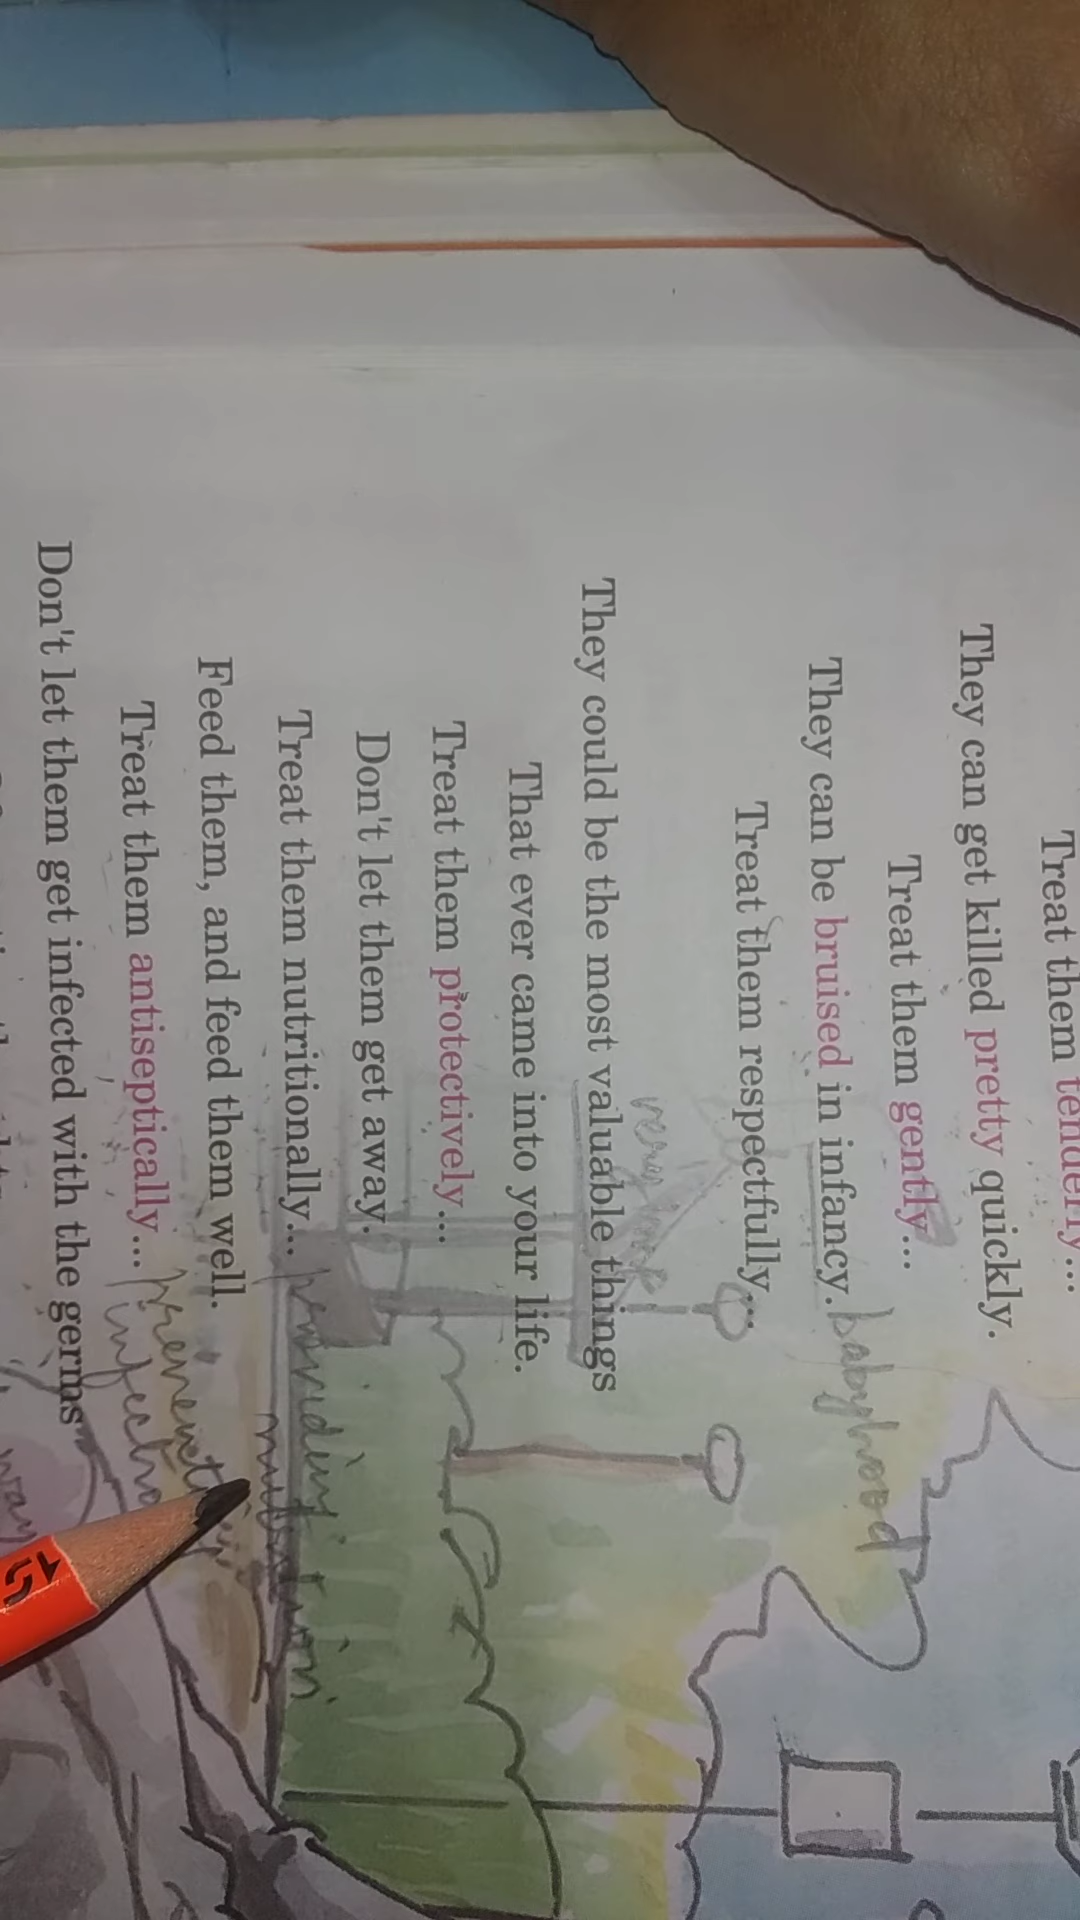 Treat them tenderly...
They can get killed pretty quickly.
Treat them gently...
They can be bruised in infancy. babyhood
Treat them respectfully...
very
They could be the most valuable things
That ever came into your life.
Treat them protectively...
Don't let them get away.
Treat them nutritionally... providing
nutrition
Feed them, and feed them well.
Treat them antiseptically...
Don't let them get infected with the germs